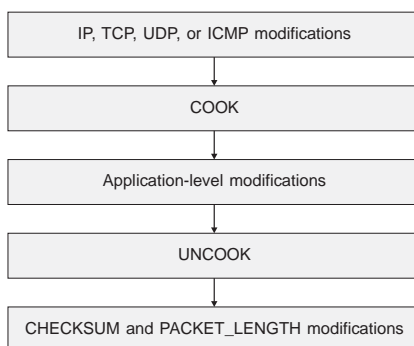 IP, TCP, UDP, or ICMP modifications
COOK
Application-level modifications
UNCOOK
CHECKSUM and PACKET_LENGTH modifications